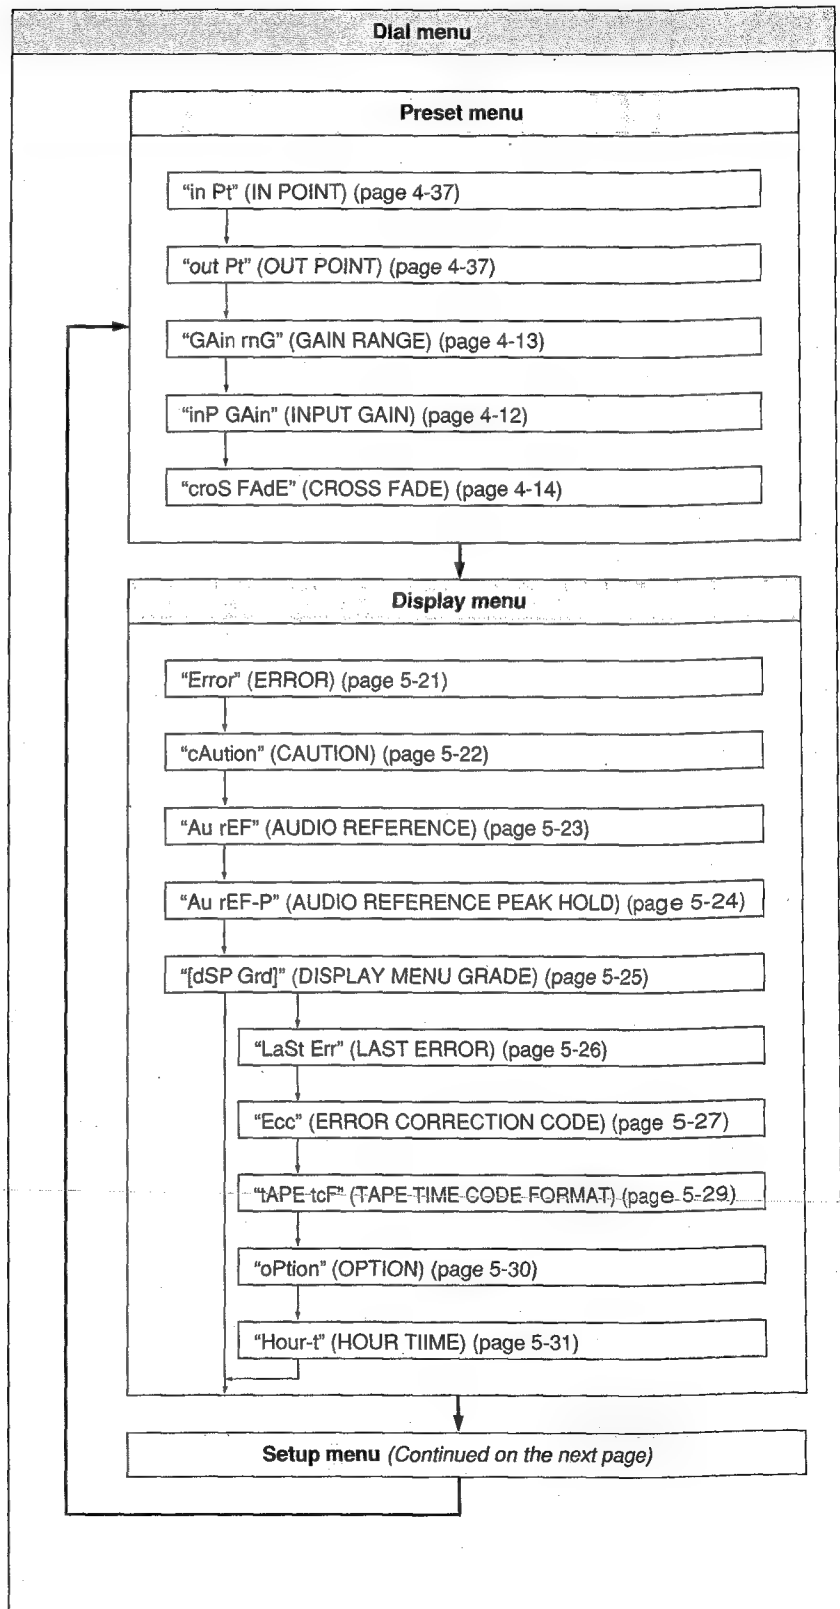 Dial menu
Preset menu
“in Pt” (IN POINT) (page 4-37)
“out Pt” (OUT POINT) (page 4-37)
“GAin rnG” (GAIN RANGE) (page 4-13)
“inP GAin” (INPUT GAIN) (page 4-12)
“croS FAdE” (CROSS FADE) (page 4-14)
Display menu
“Error” (ERROR) (page 5-21)
“cAution” (CAUTION) (page 5-22)
“Au rEF” (AUDIO REFERENCE) (page 5-23)
“Au rEF-P” (AUDIO REFERENCE PEAK HOLD) (page 5-24)
“[dSP Grd]” (DISPLAY MENU GRADE) (page 5-25)
“LaSt Err” (LAST ERROR) (page 5-26)
“Ecc” (ERROR CORRECTION CODE) (page 5-27)
“tAPE tcF” (TAPE TIME CODE FORMAT) (page 5-29)
“oPtion” (OPTION) (page 5-30)
“Hour-t” (HOUR TIIME) (page 5-31)
Setup menu (Continued on the next page)